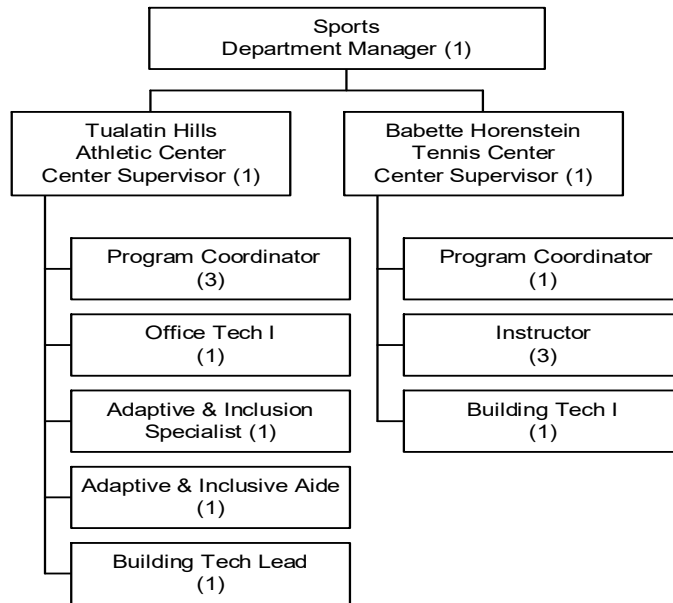 Sports
Department Manager (1)
Tualatin Hills
Athletic Center
Center Supervisor (1)
Babette Horenstein
Tennis Center
Center Supervisor (1)
Program Coordinator
(3)
Office Tech I
(1)
Adaptive & Inclusion
Specialist (1)
Adaptive & Inclusive Aide
(1)
Building Tech Lead
(1)
Program Coordinator
(1)
Instructor
(3)
Building Tech I
(1)